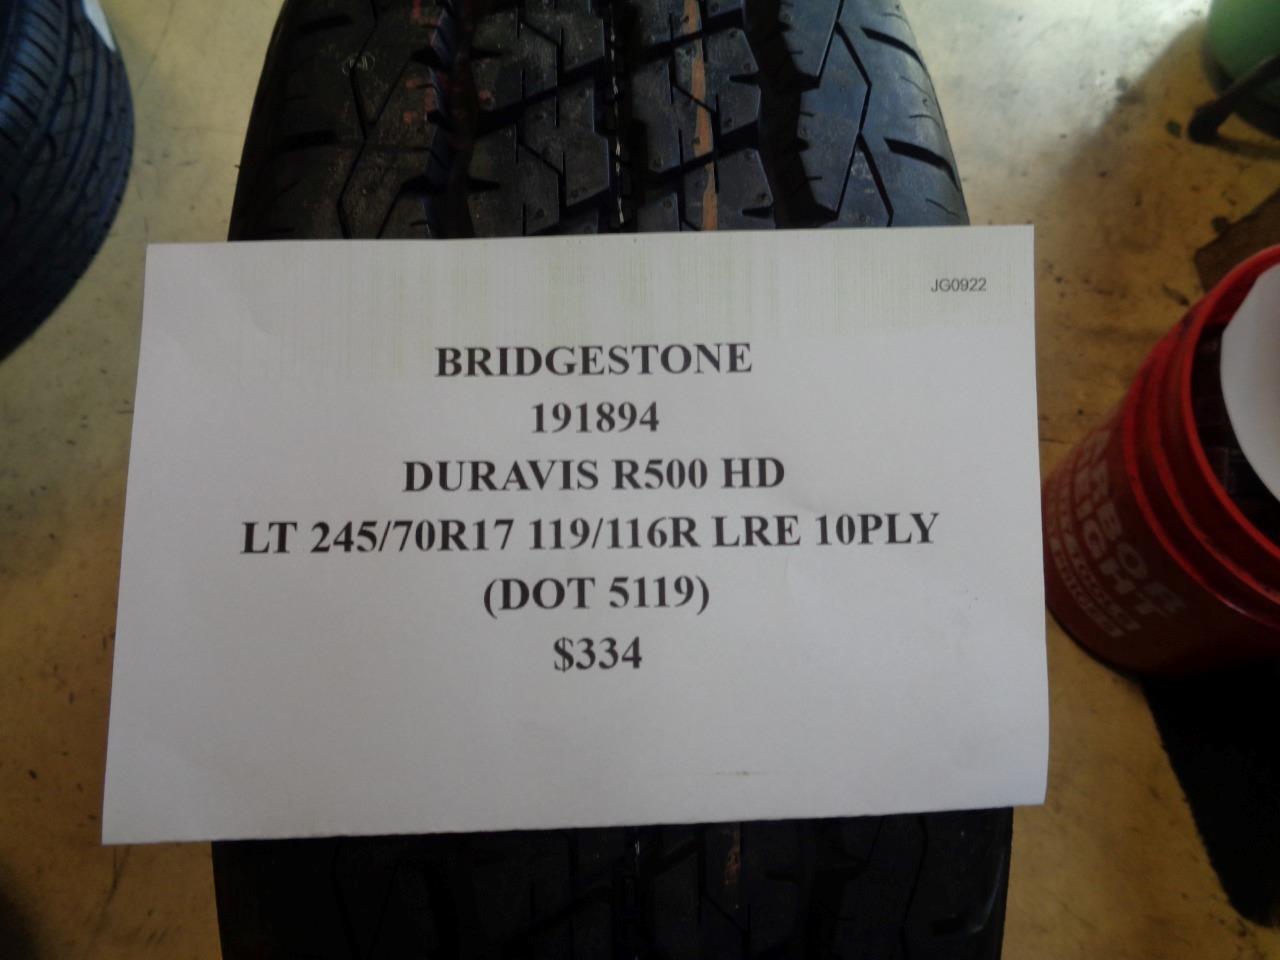 JG0922
BRIDGESTONE
191894
DURAVIS R500 HD
LT 245/70R17 119/116R LRE 10PLY
(DOT 5119)
$334